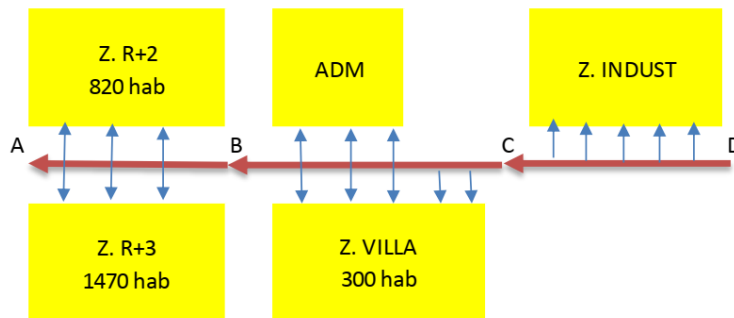 Z. R+2
820 hab
ADM
Z. INDUST
A
B
C
D
Z. R+3
1470 hab
Z. VILLA
300 hab